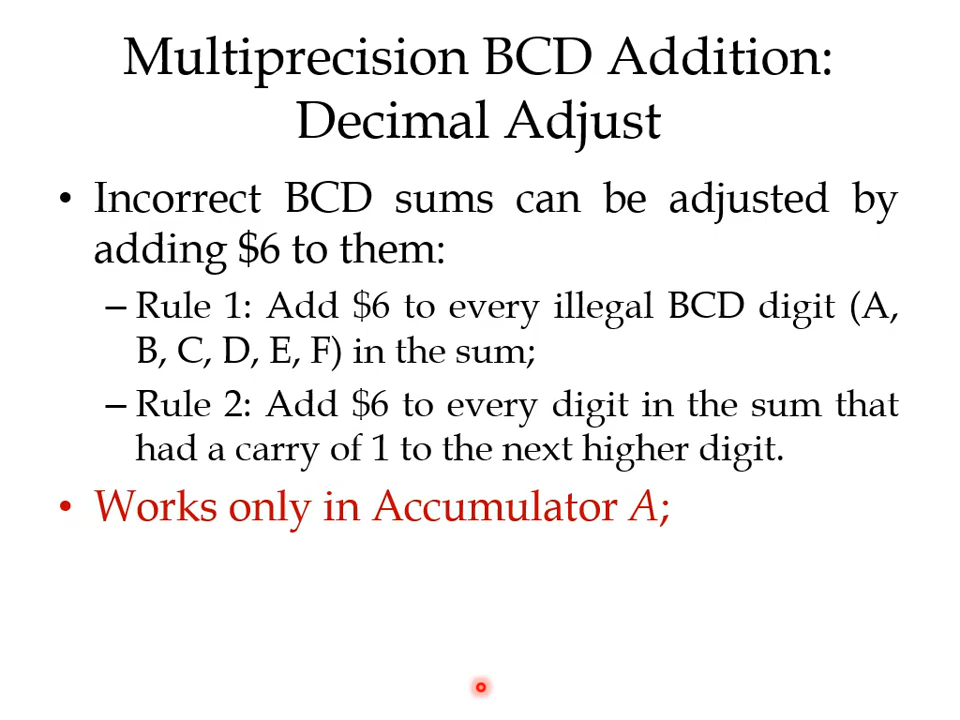 Multiprecision BCD Addition:
Decimal Adjust
• Incorrect BCD sums can be adjusted by
adding $6 to them:
– Rule 1: Add $6 to every illegal BCD digit (A,
B, C, D, E, F) in the sum;
– Rule 2: Add $6 to every digit in the sum that
had a carry of 1 to the next higher digit.
• Works only in Accumulator A;